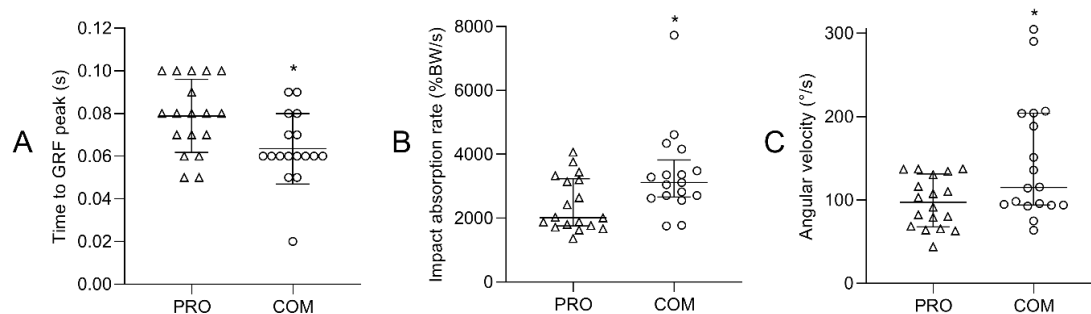 A
Time to GRF peak (s)
0.12
0.10
0.08
0.06
0.04
0.02
0.00
*
PRO COM
B
Impact absorption rate (%BW/s)
8000
6000
4000
2000
0
*
PRO COM
C
Angular velocity (°/s)
300
200
100
0
*
PRO COM